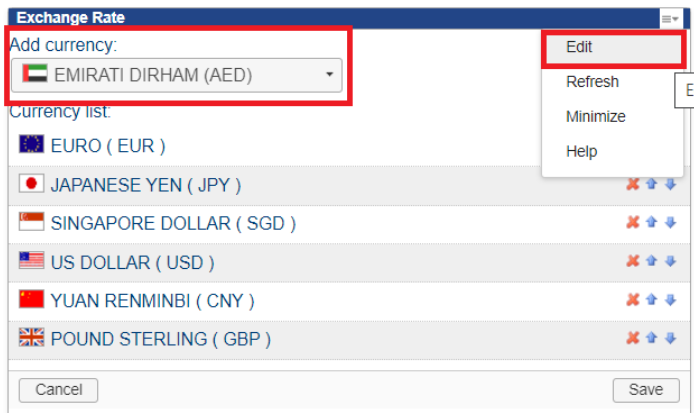 Exchange Rate
Add currency:
EMIRATI DIRHAM (AED)
Edit
Refresh
E
Minimize
Help
Currency list:
EURO ( EUR )
JAPANESE YEN ( JPY )
SINGAPORE DOLLAR ( SGD )
US DOLLAR ( USD )
YUAN RENMINBI ( CNY )
POUND STERLING ( GBP )
Cancel
Save